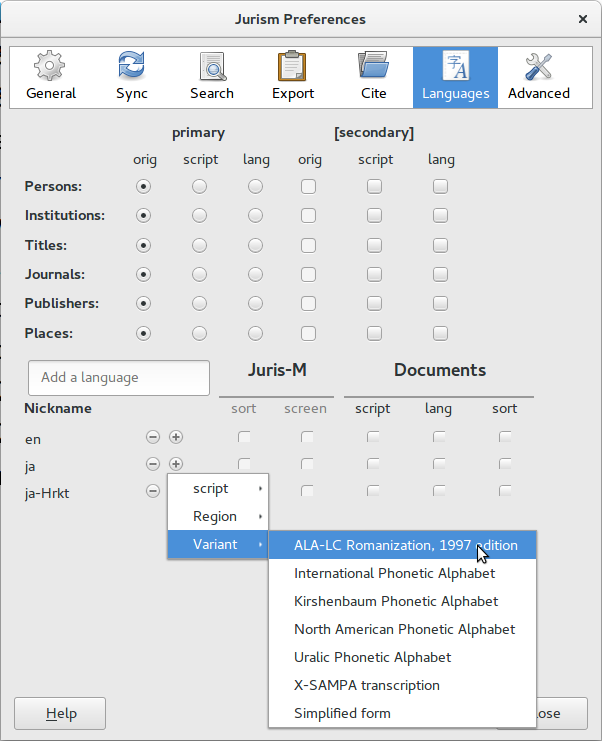 Jurism Preferences
General Sync Search Export Cite Languages Advanced
primary [secondary]
orig script lang orig script lang
Persons:
Institutions:
Titles:
Journals:
Publishers:
Places:
Add a language Juris-M Documents
Nickname sort screen script lang sort
en
ja
ja-Hrkt
script
Region
Variant
ALA-LC Romanization, 1997 edition
International Phonetic Alphabet
Kirshenbaum Phonetic Alphabet
North American Phonetic Alphabet
Uralic Phonetic Alphabet
X-SAMPA transcription
Simplified form
Help